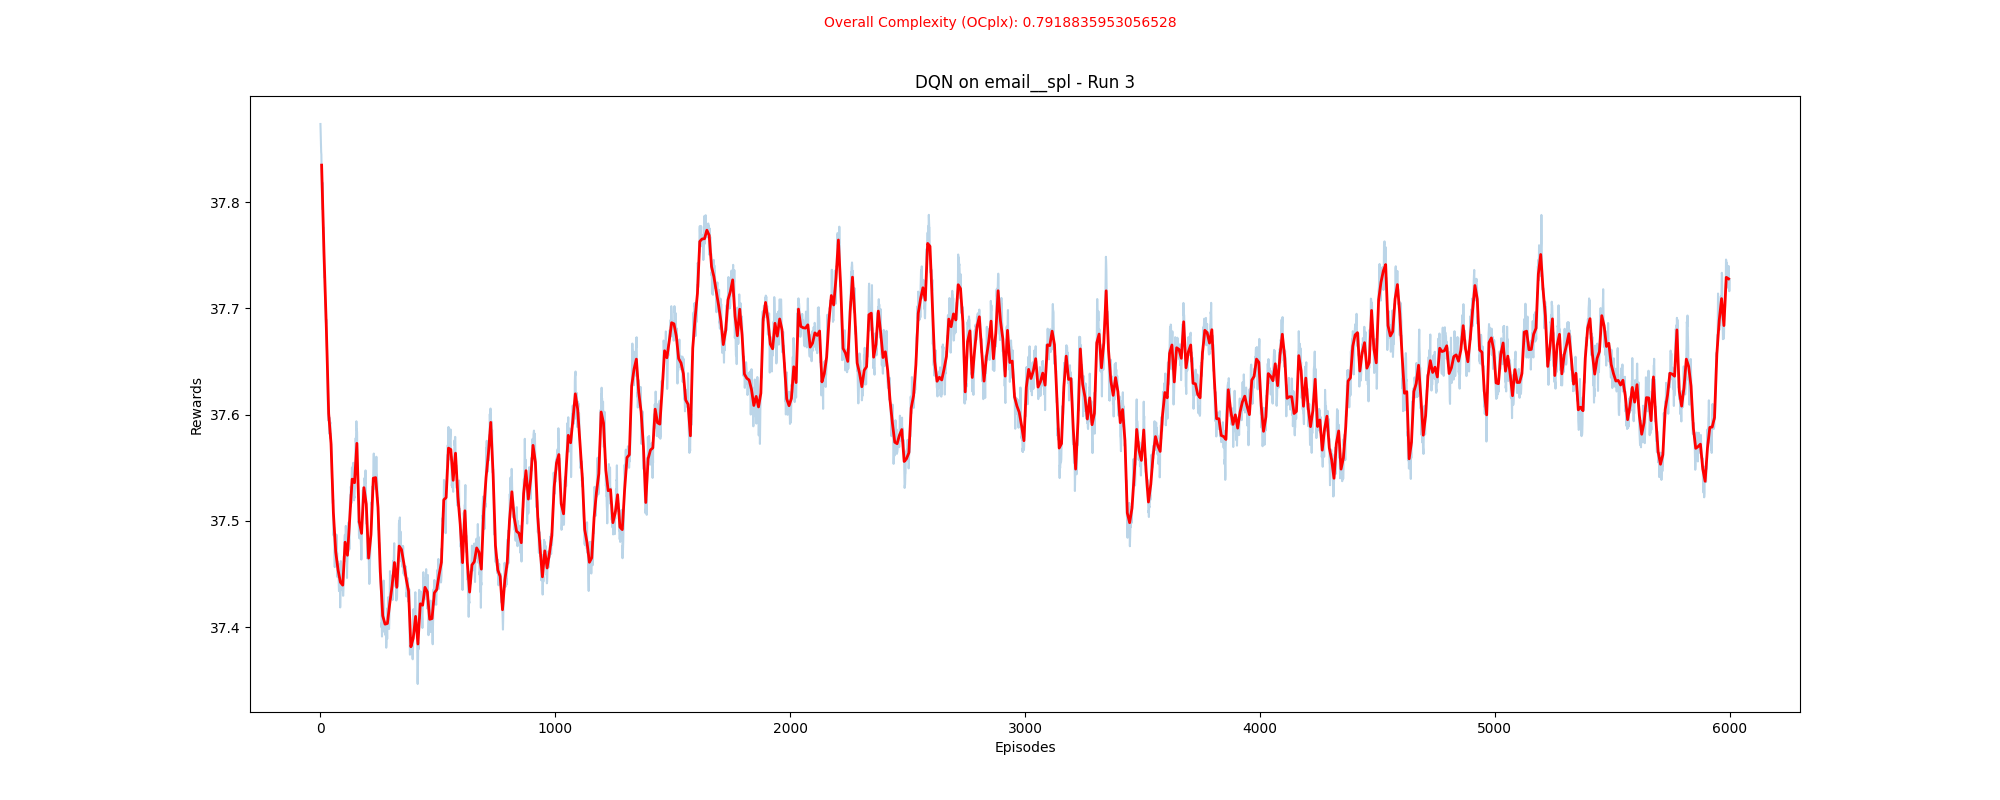 Overall Complexity (OCplx): 0.7918835953056528
DQN on email__spl - Run 3
Rewards
37.8
37.7
37.6
37.5
37.4
0 1000 2000 3000 4000 5000 6000
Episodes